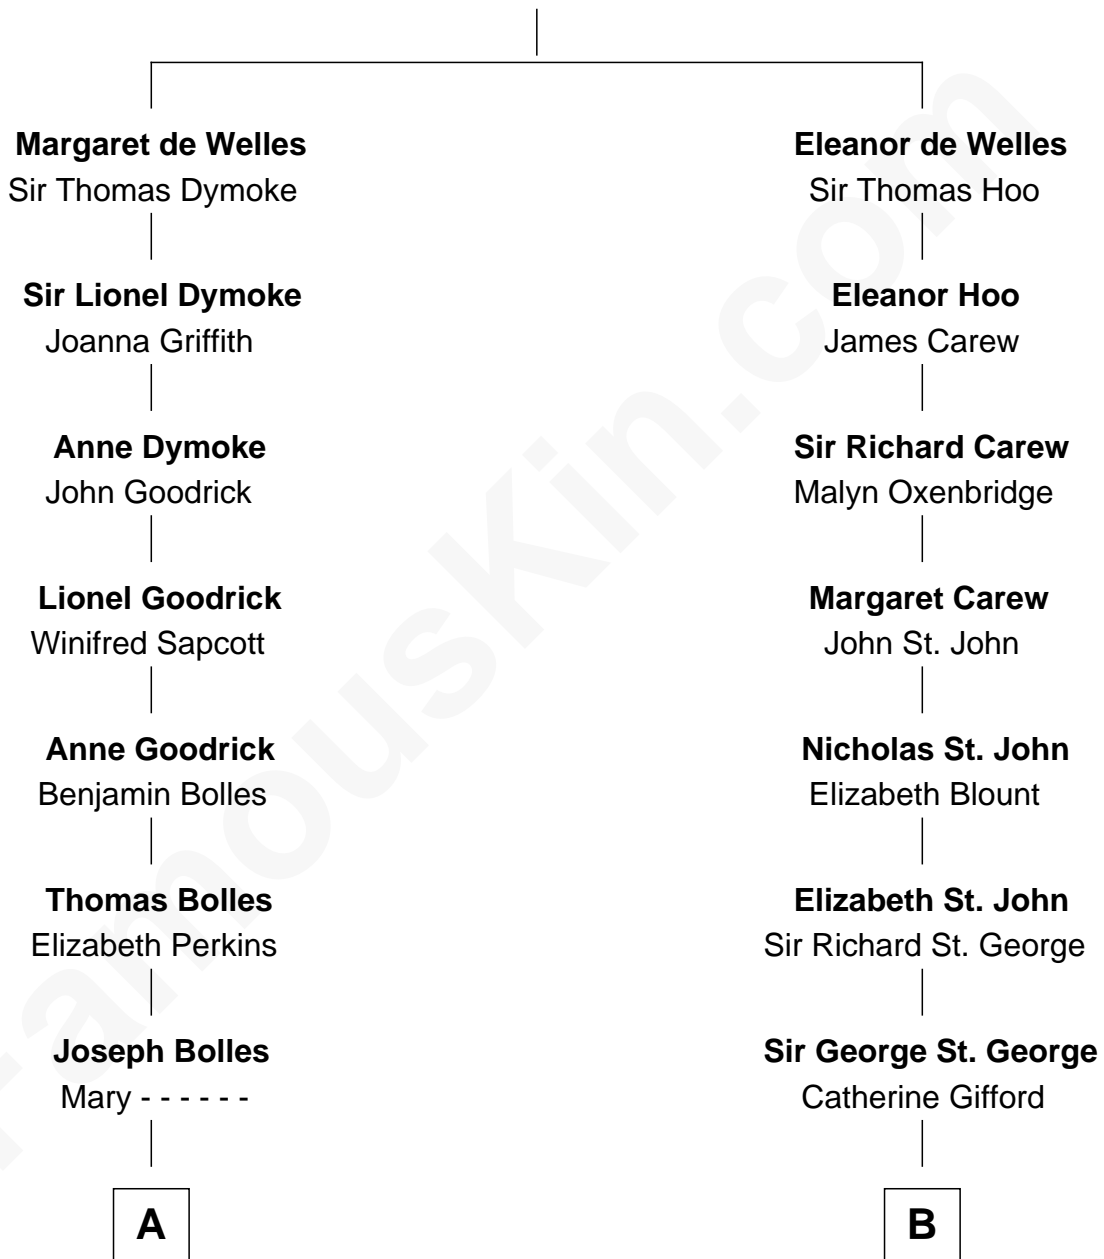 Margaret de Welles
Sir Thomas Dymoke
Sir Lionel Dymoke
Joanna Griffith
Anne Dymoke
John Goodrick
Lionel Goodrick
Winifred Sapcott
Anne Goodrick
Benjamin Bolles
Thomas Bolles
Elizabeth Perkins
Joseph Bolles
Mary - - - - - -
A
Eleanor de Welles
Sir Thomas Hoo
Eleanor Hoo
James Carew
Sir Richard Carew
Malyn Oxenbridge
Margaret Carew
John St. John
Nicholas St. John
Elizabeth Blount
Elizabeth St. John
Sir Richard St. George
Sir George St. George
Catherine Gifford
B
FamousKin.com